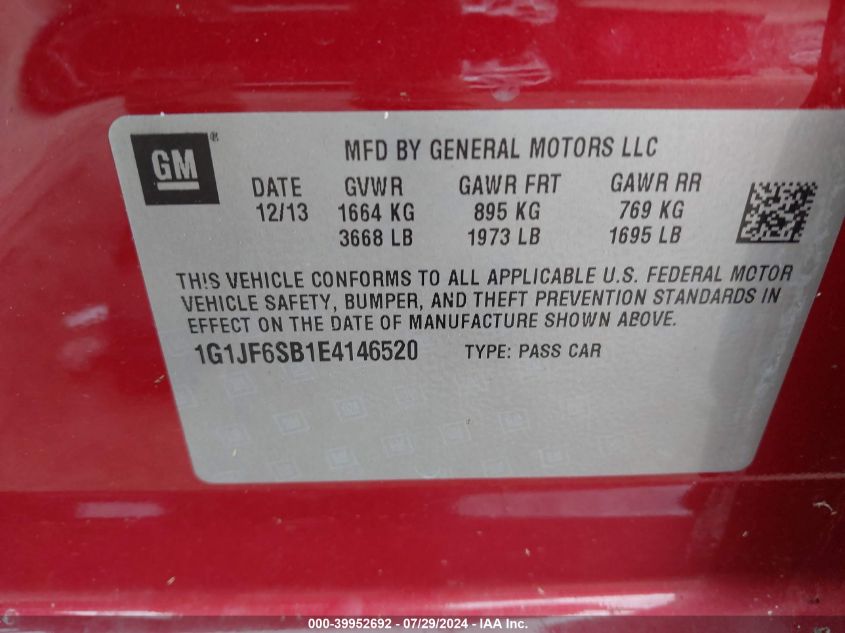 GM®
MFD BY GENERAL MOTORS LLC
DATE GVWR GAWR FRT GAWR RR
12/13 1664 KG 895 KG 769 KG
3668 LB 1973 LB 1695 LB
THIS VEHICLE CONFORMS TO ALL APPLICABLE U.S. FEDERAL MOTOR
VEHICLE SAFETY, BUMPER, AND THEFT PREVENTION STANDARDS IN
EFFECT ON THE DATE OF MANUFACTURE SHOWN ABOVE.
1G1JF6SB1E4146520 TYPE: PASS CAR
000-39952692 - 07/29/2024 - IAA Inc.